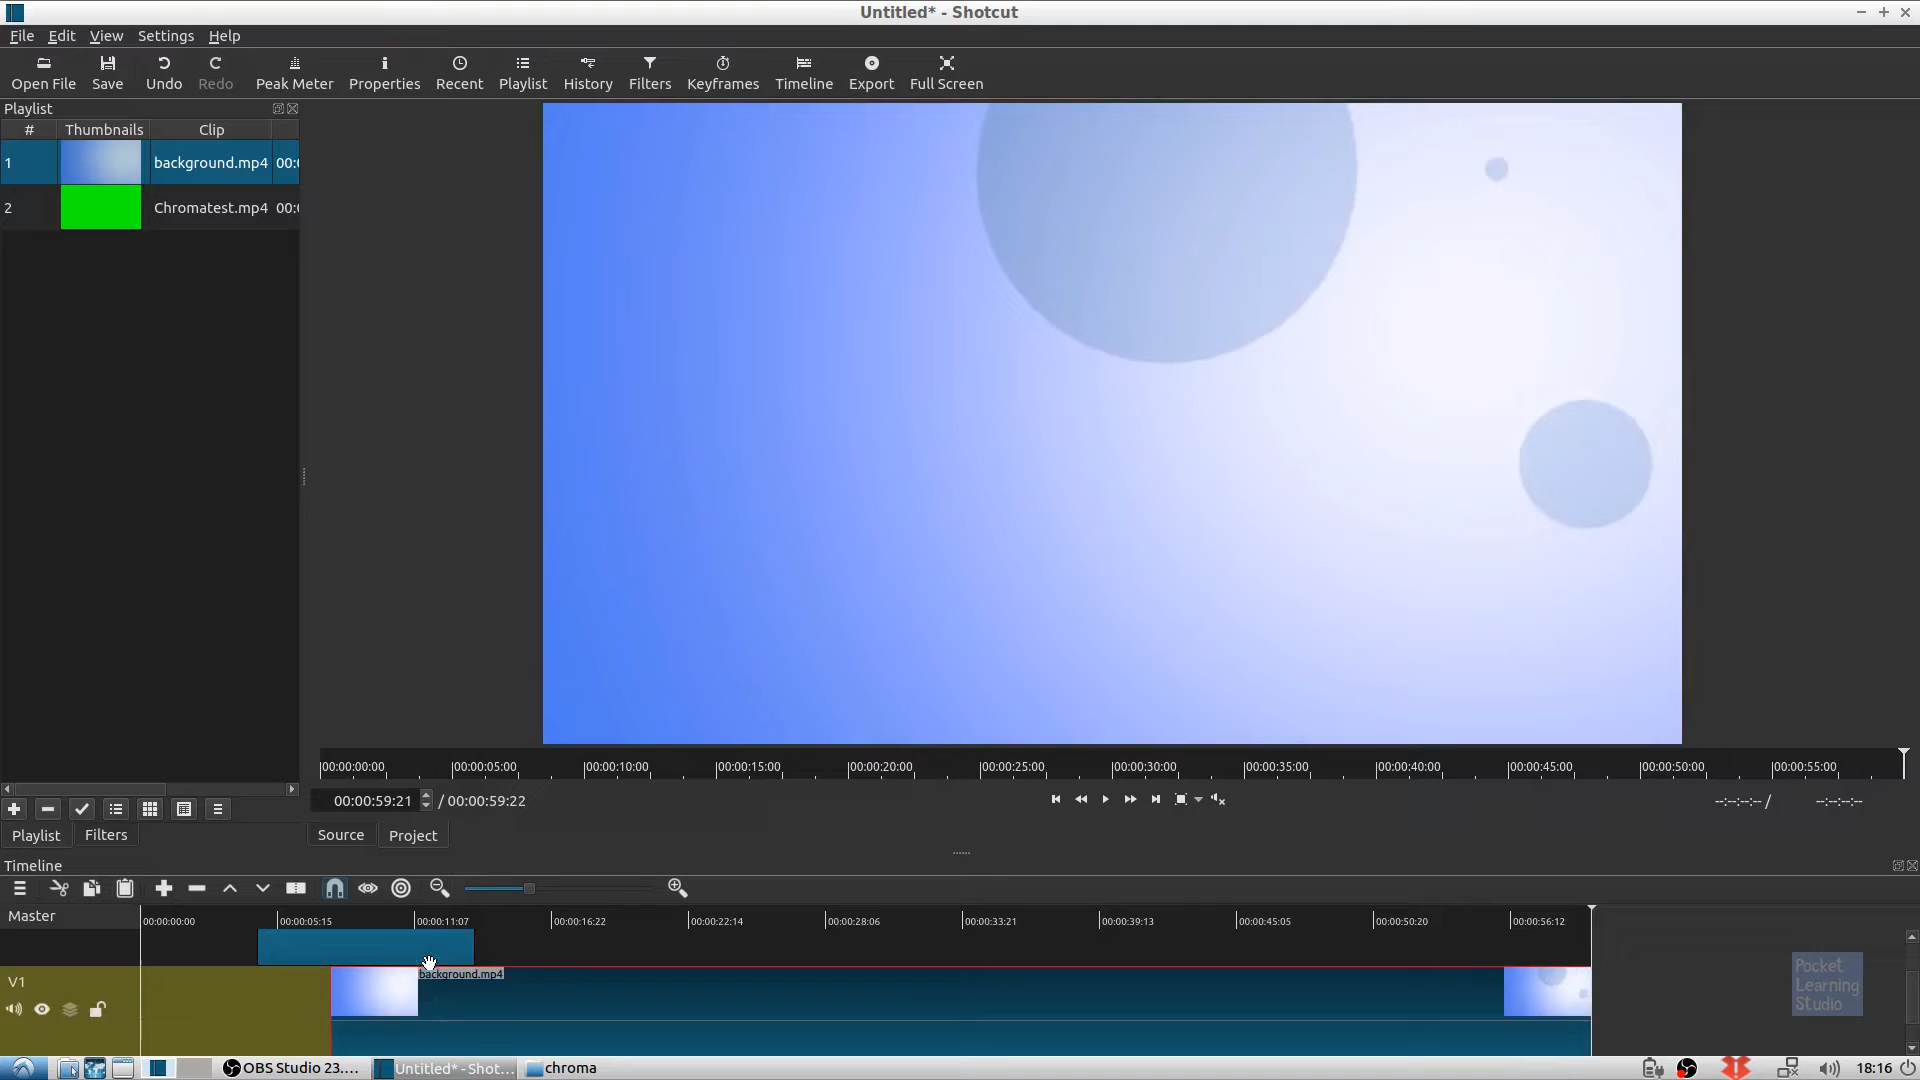 Untitled* - Shotcut
File Edit View Settings Help
Open File Save Undo Redo Peak Meter Properties Recent Playlist History Filters Keyframes Timeline Export Full Screen
Playlist
# Thumbnails Clip
1 background.mp4 00:
2 Chromatest.mp4 00:
00:00:00:00 00:00:05:00 00:00:10:00 00:00:15:00 00:00:20:00 00:00:25:00 00:00:30:00 00:00:35:00 00:00:40:00 00:00:45:00 00:00:50:00 00:00:55:00
00:00:59:21 / 00:00:59:22 --:--:--:-- / --:--:--:--
Playlist Filters Source Project
Timeline
Master 00:00:00:00 00:00:05:15 00:00:11:07 00:00:16:22 00:00:22:14 00:00:28:06 00:00:33:21 00:00:39:13 00:00:45:05 00:00:50:20 00:00:56:12
V1 background.mp4
Pocket
Learning
Studio
OBS Studio 23.... Untitled* - Shot... chroma 18:16